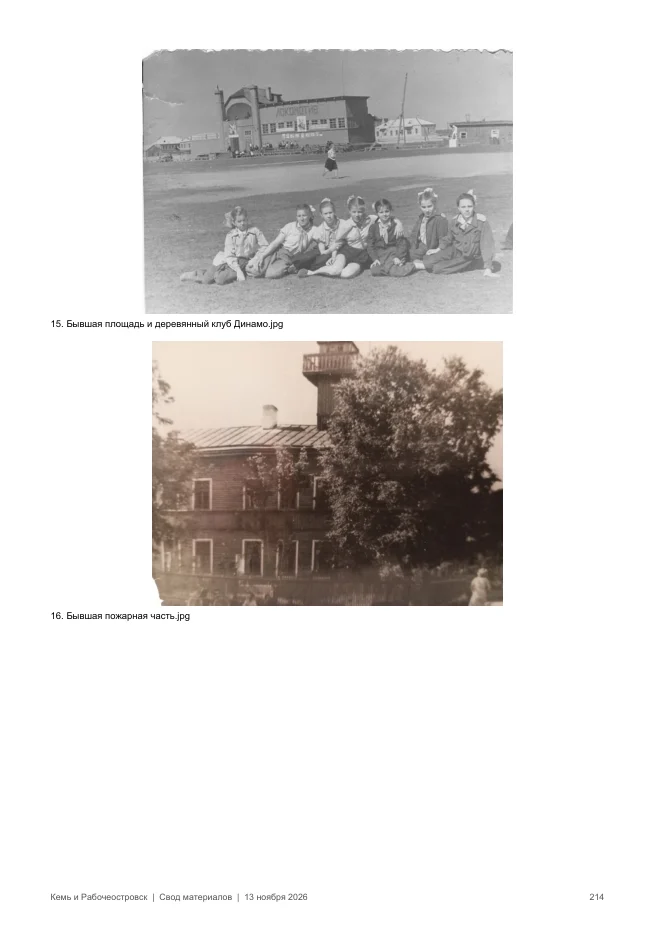 ЛОКОМОТИВ
15. Бывшая площадь и деревянный клуб Динамо.jpg
16. Бывшая пожарная часть.jpg
Кемь и Рабочеостровск | Свод материалов | 13 ноября 2026
214